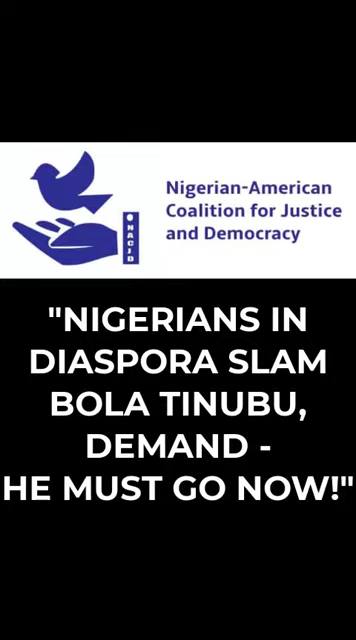 Nigerian-American
Coalition for Justice
and Democracy
NACJD
"NIGERIANS IN
DIASPORA SLAM
BOLA TINUBU,
DEMAND -
HE MUST GO NOW!"